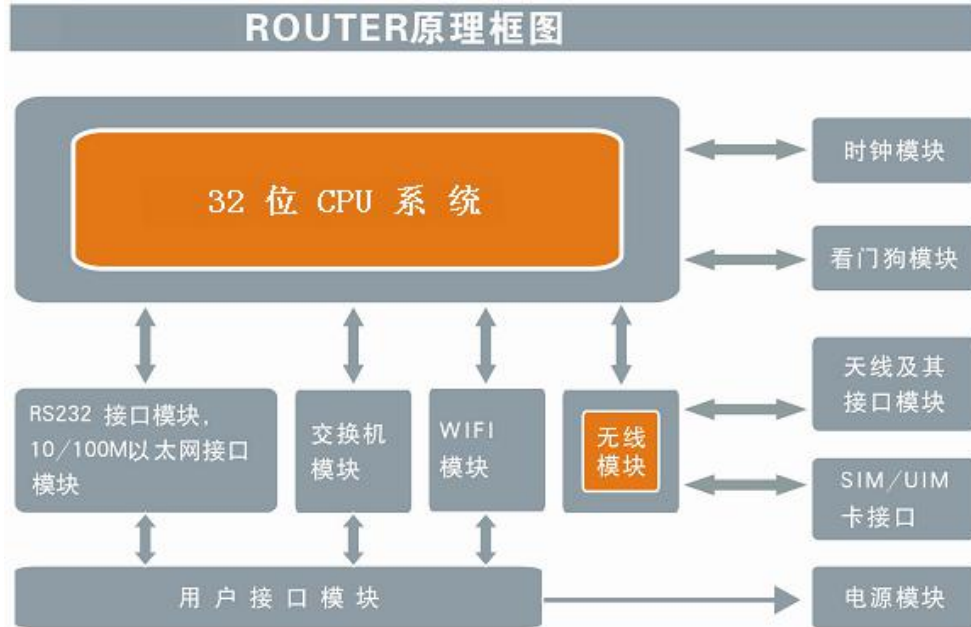 ROUTER原理框图
32 位 CPU 系 统
时钟模块
看门狗模块
RS232 接口模块,
10/100M以太网接口
模块
交换机
模块
WIFI
模块
无线
模块
天线及其
接口模块
SIM/UIM
卡接口
用 户 接 口 模 块
电源模块